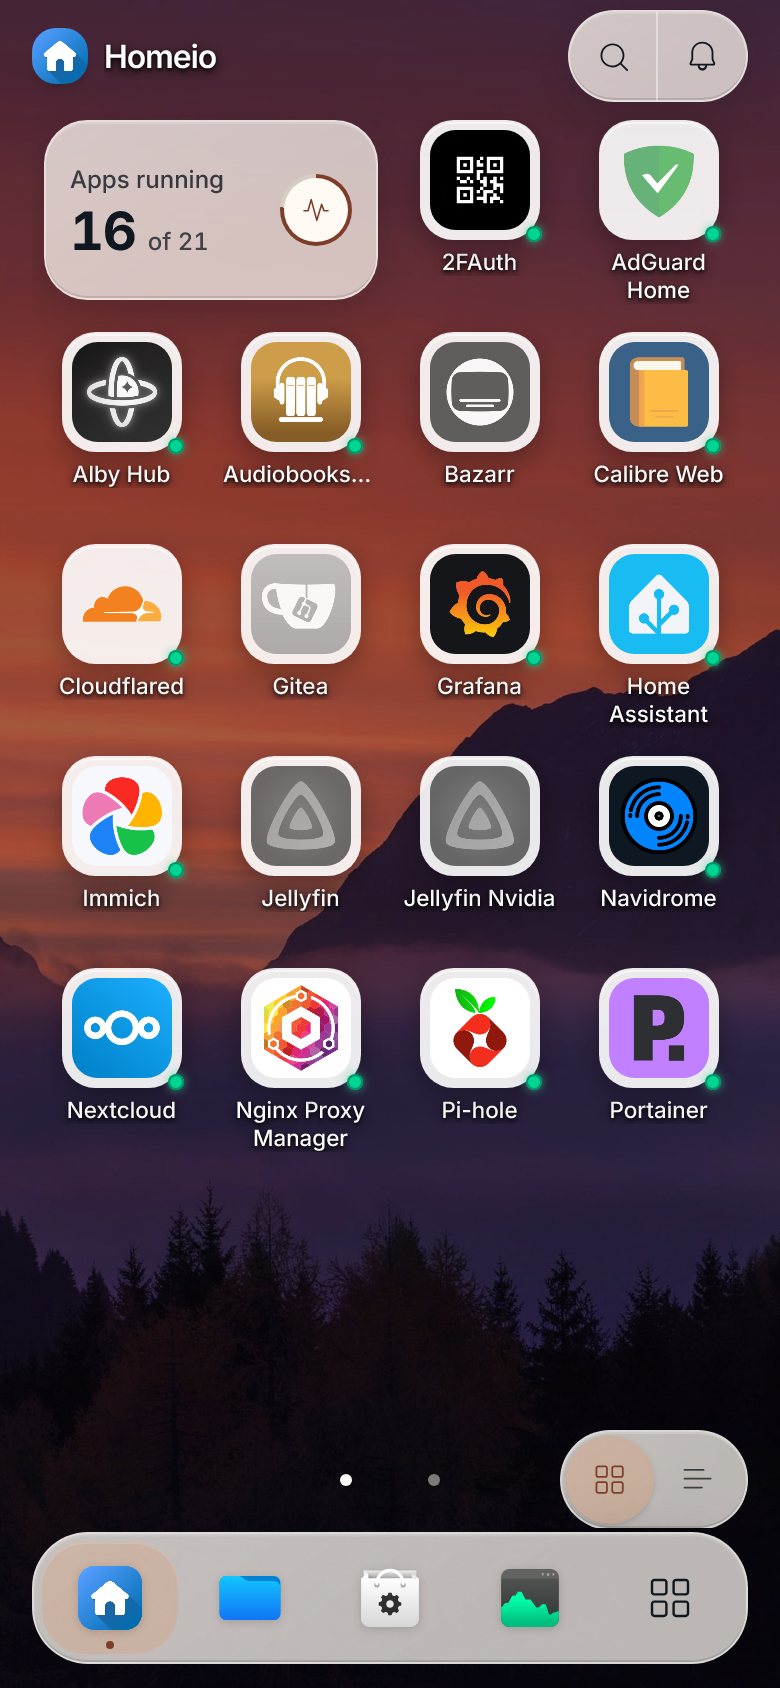 Homeio
Apps running
16 of 21
2FAuth
AdGuard
Home
Alby Hub
Audiobooks...
Bazarr
Calibre Web
Cloudflared
Gitea
Grafana
Home
Assistant
Immich
Jellyfin
Jellyfin Nvidia
Navidrome
Nextcloud
Nginx Proxy
Manager
Pi-hole
P.
Portainer